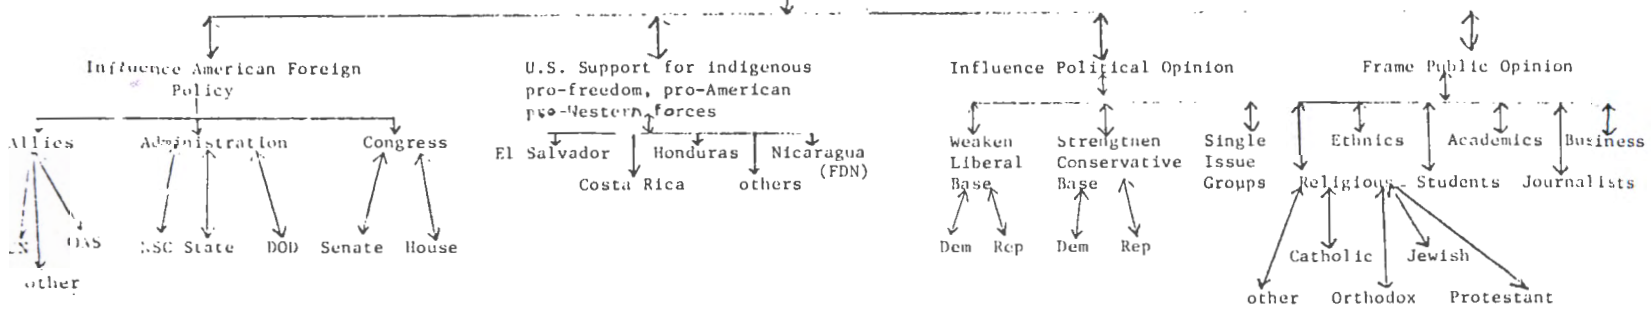 Influence American Foreign
Policy
Allies
Administration
Congress
OAS
other
NSC
State
DOD
Senate
House
U.S. Support for indigenous
pro-freedom, pro-American
pro-Western forces
El Salvador
Costa Rica
Honduras
others
Nicaragua
(FDN)
Influence Political Opinion
Weaken
Liberal
Base
Dem
Rep
Strengthen
Conservative
Base
Dem
Rep
Single
Issue
Groups
Frame Public Opinion
Religious
Ethnics
Students
Academics
Journalists
Business
other
Catholic
Orthodox
Jewish
Protestant